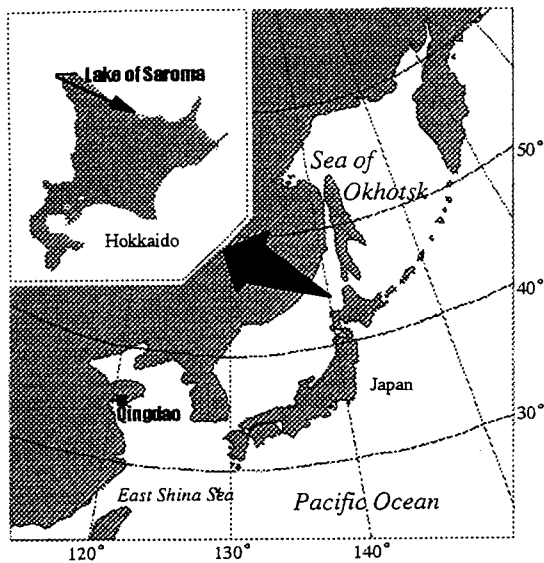 Lake of Saroma
Hokkaido
Sea of
Okhotsk
50°
40°
Japan
30°
Qingdao
East Shina Sea
Pacific Ocean
120°
130°
140°